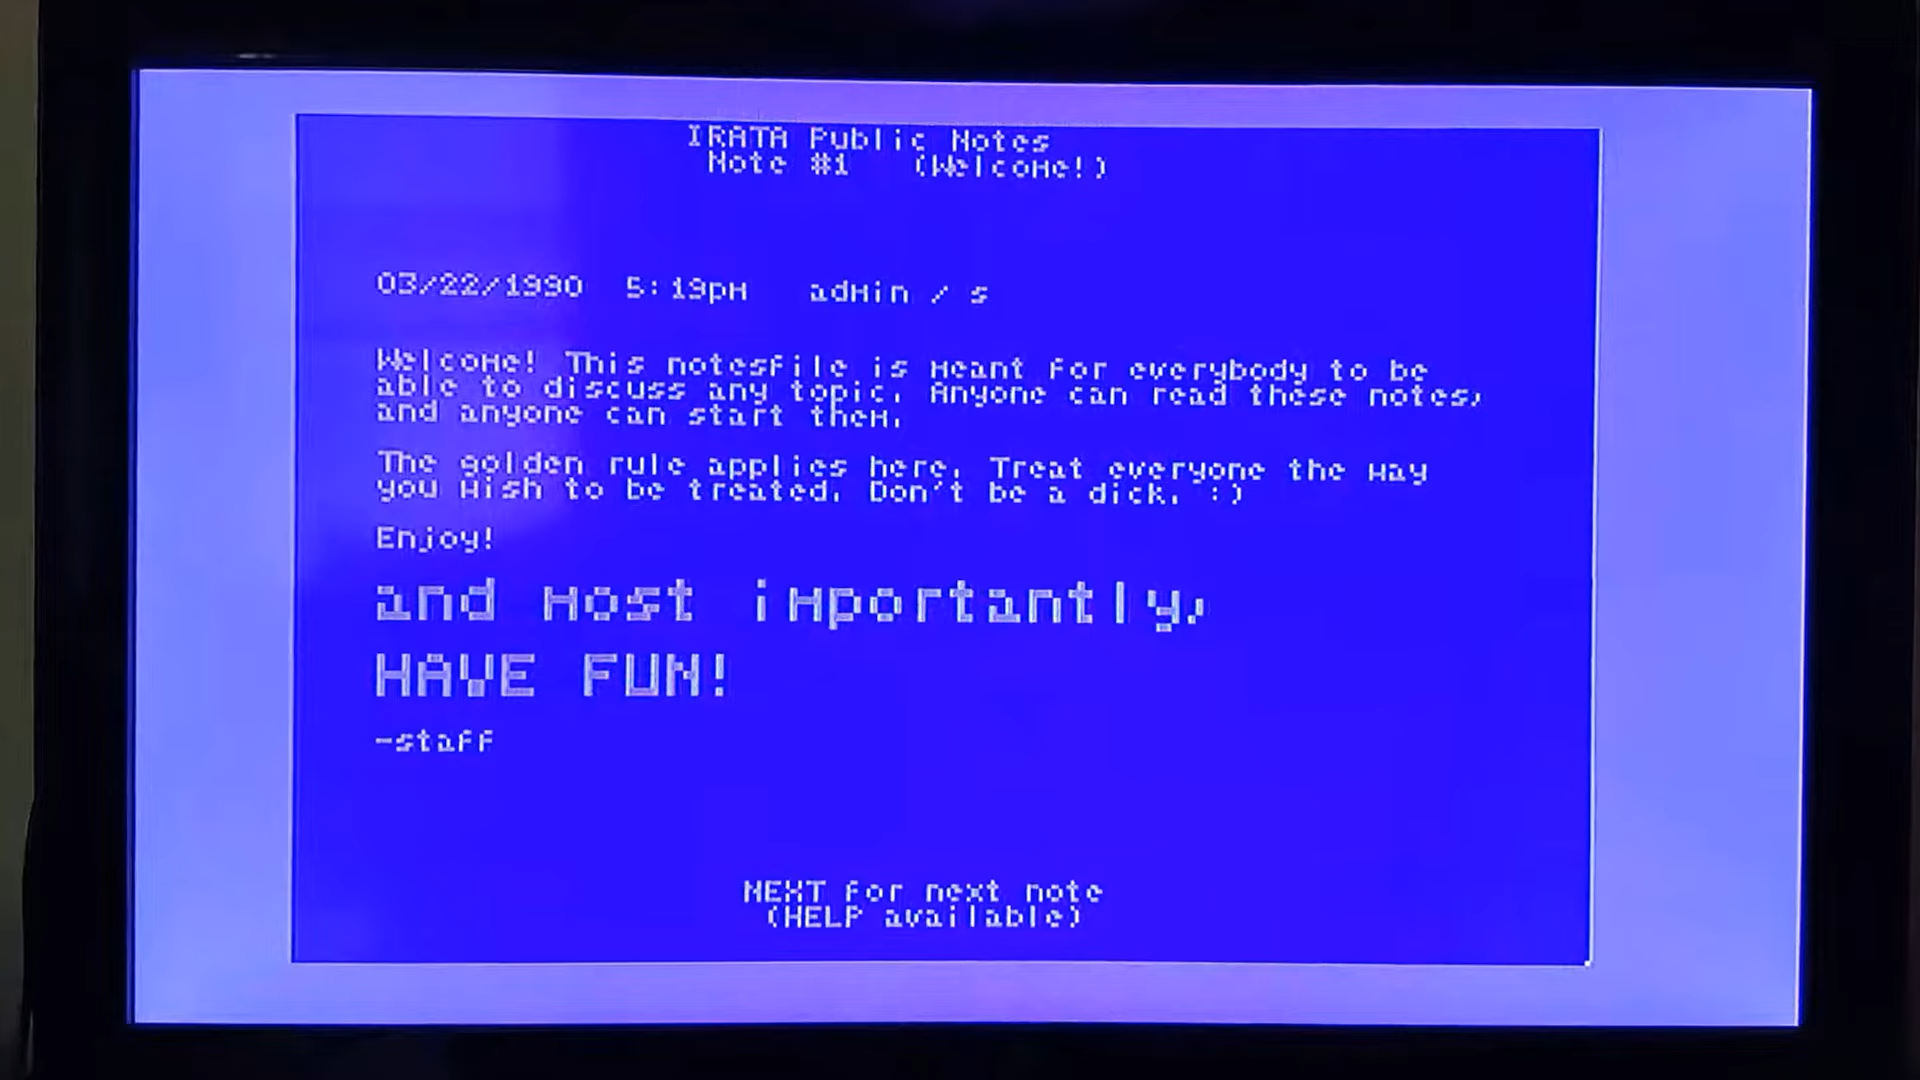 IRATA Public Notes
Note #1 (Welcome!)
03/22/1990 5:19pm admin / s
Welcome! This notesfile is meant for everybody to be
able to discuss any topic. Anyone can read these notes,
and anyone can start them.
The golden rule applies here. Treat everyone the way
you wish to be treated. Don't be a dick. :)
Enjoy!
and most importantly,
HAVE FUN!
-staff
NEXT for next note
(HELP available)